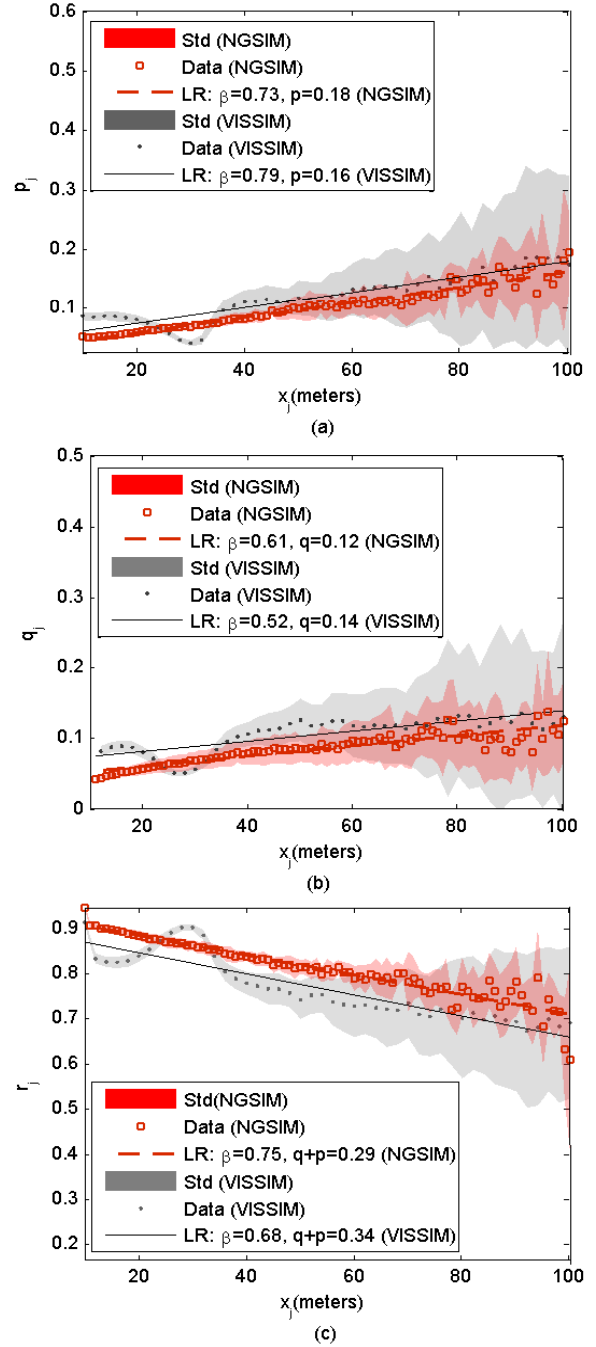 0.6
Std (NGSIM)
Data (NGSIM)
LR: β=0.73, p=0.18 (NGSIM)
Std (VISSIM)
Data (VISSIM)
LR: β=0.79, p=0.16 (VISSIM)
0.5
0.4
0.3
0.2
0.1
p_j
20 40 60 80 100
x_j(meters)
(a)
0.5
Std (NGSIM)
Data (NGSIM)
LR: β=0.61, q=0.12 (NGSIM)
Std (VISSIM)
Data (VISSIM)
LR: β=0.52, q=0.14 (VISSIM)
0.4
0.3
0.2
0.1
0
q_j
20 40 60 80 100
x_j(meters)
(b)
0.9
0.8
0.7
0.6
0.5
0.4
0.3
0.2
r_j
Std(NGSIM)
Data (NGSIM)
LR: β=0.75, q+p=0.29 (NGSIM)
Std (VISSIM)
Data (VISSIM)
LR: β=0.68, q+p=0.34 (VISSIM)
20 40 60 80 100
x_j(meters)
(c)